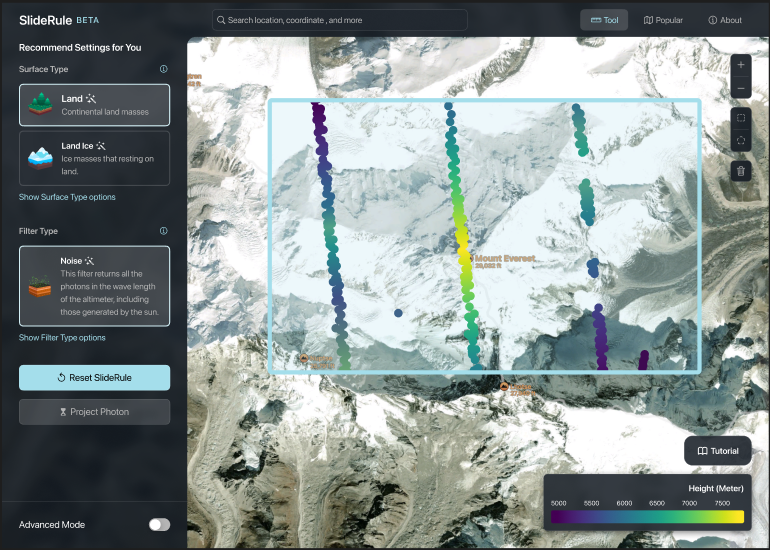 SlideRule BETA
Search location, coordinate , and more
Tool
Popular
About
Recommend Settings for You
Surface Type
Land
Continental land masses
Land Ice
Ice masses that resting on
land.
Show Surface Type options
Filter Type
Noise
This filter returns all the
photons in the wave length
of the altimeter, including
those generated by the sun.
Show Filter Type options
Reset SlideRule
Project Photon
Advanced Mode
+
−
Mount Everest
Tutorial
Height (Meter)
5000 5500 6000 6500 7000 7500